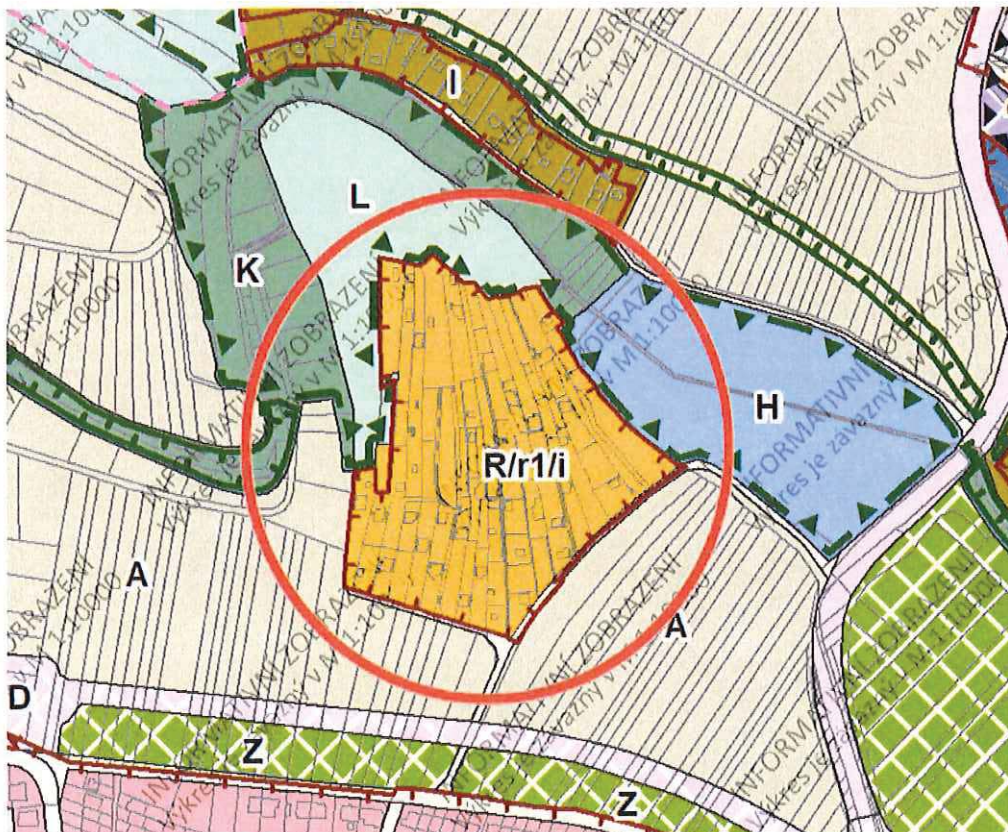 I
L
K
H
R/r1/i
A
A
D
Z
Z
INFORMATIVNÍ ZOBRAZENÍ
Výkres je závazný v M 1:10000